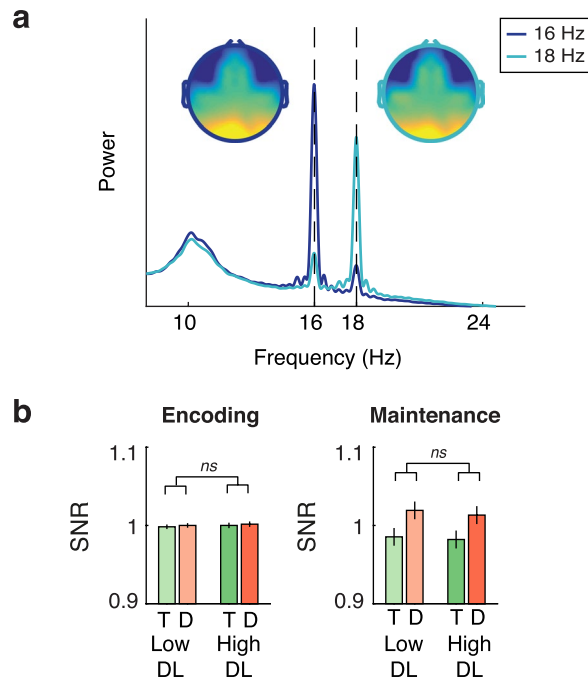 a
16 Hz
18 Hz
Power
10
16
18
24
Frequency (Hz)
b
Encoding
Maintenance
1.1
1.1
ns
ns
SNR
1
SNR
1
0.9
0.9
T D T D
T D T D
Low High
Low High
DL DL
DL DL